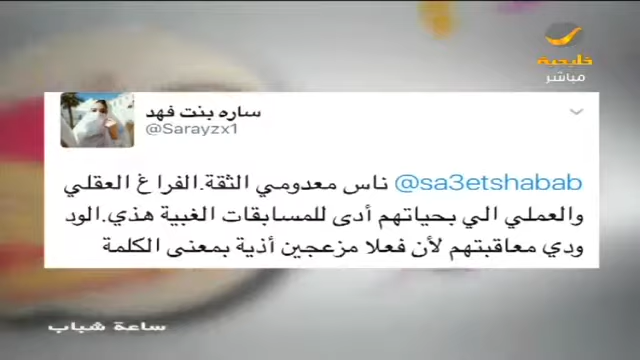 خليجية
مباشر
ساره بنت فهد
@Sarayzx1
@sa3etshabab ناس معدومي الثقة.الفراغ العقلي
والعملي الي بحياتهم أدى للمسابقات الغبية هذي.الود
ودي معاقبتهم لأن فعلا مزعجين أذية بمعنى الكلمة
ساعة شباب